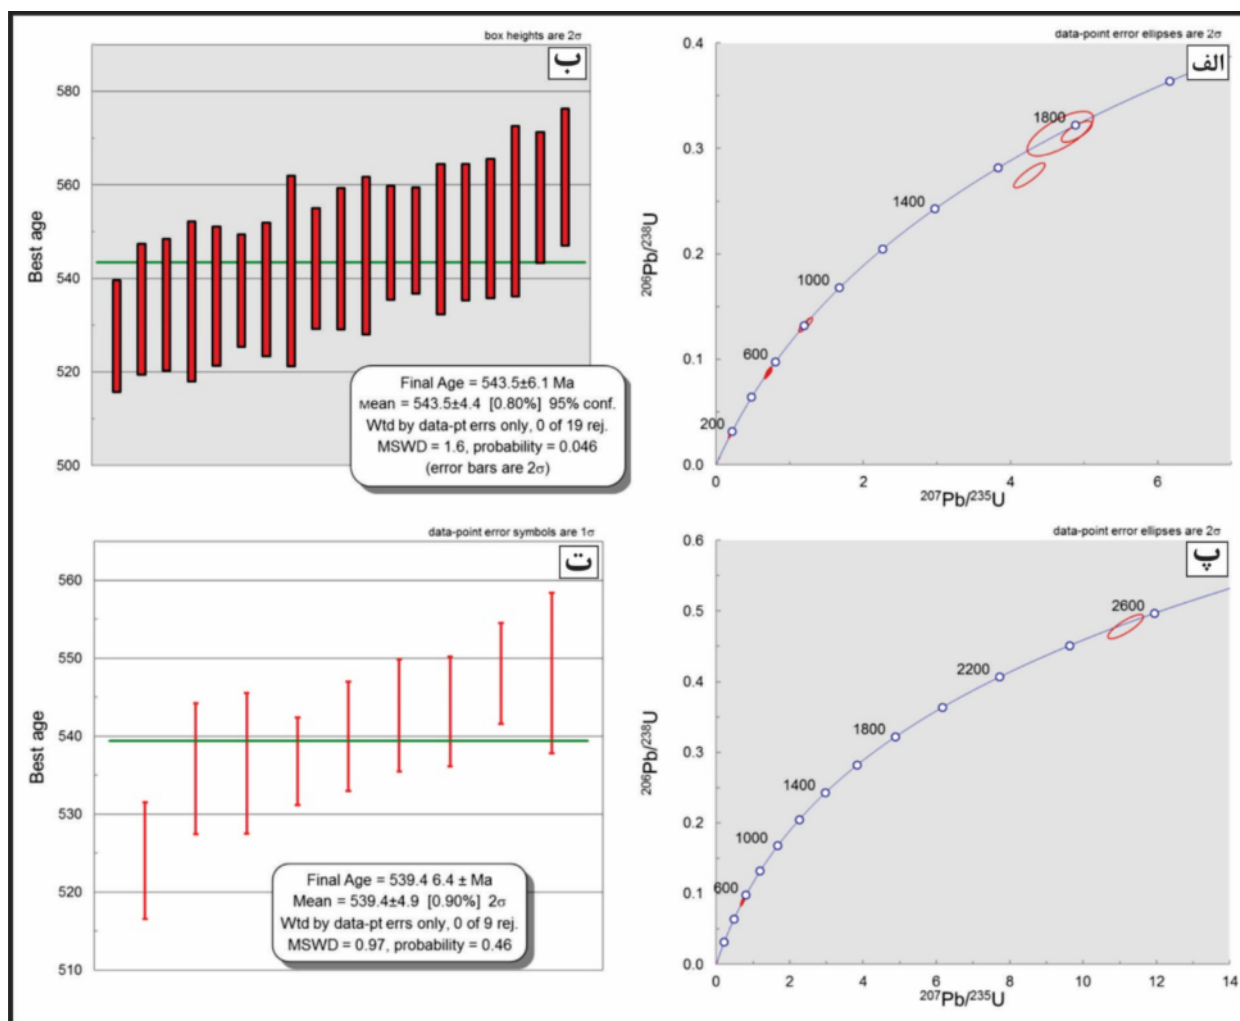 box heights are 2σ
ب
580
560
540
520
500
Best age
Final Age = 543.5±6.1 Ma
Mean = 543.5±4.4 [0.80%] 95% conf.
Wtd by data-pt errs only, 0 of 19 rej.
MSWD = 1.6, probability = 0.046
(error bars are 2σ)
data-point error ellipses are 2σ
الف
0.4
0.3
0.2
0.1
0.0
206Pb/238U
1800
1400
1000
600
200
0 2 4 6
207Pb/235U
data-point error symbols are 1σ
ت
560
550
540
530
520
510
Best age
Final Age = 539.4 6.4 ± Ma
Mean = 539.4±4.9 [0.90%] 2σ
Wtd by data-pt errs only, 0 of 9 rej.
MSWD = 0.97, probability = 0.46
data-point error ellipses are 2σ
پ
0.6
0.5
0.4
0.3
0.2
0.1
0.0
206Pb/238U
2600
2200
1800
1400
1000
600
0 2 4 6 8 10 12 14
207Pb/235U